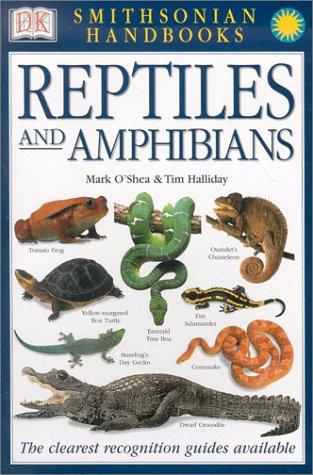 DK
SMITHSONIAN
HANDBOOKS
REPTILES
AND AMPHIBIANS
Mark O'Shea & Tim Halliday
Tomato Frog
Oustalet's
Chameleon
Yellow-margined
Box Turtle
Emerald
Tree Boa
Fire
Salamander
Standing's
Day Gecko
Cornsnake
Dwarf Crocodile
The clearest recognition guides available